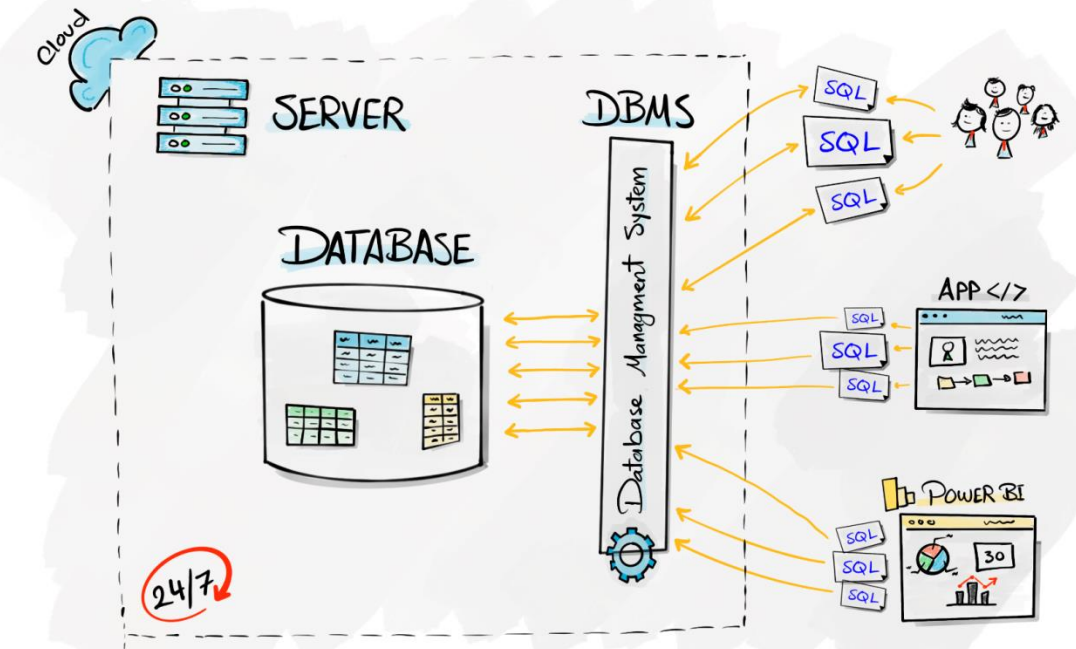 Cloud
SERVER
DBMS
DATABASE
Database Managment System
24/7
SQL
SQL
SQL
APP </>
SQL
SQL
SQL
POWER BI
SQL
SQL
SQL
30